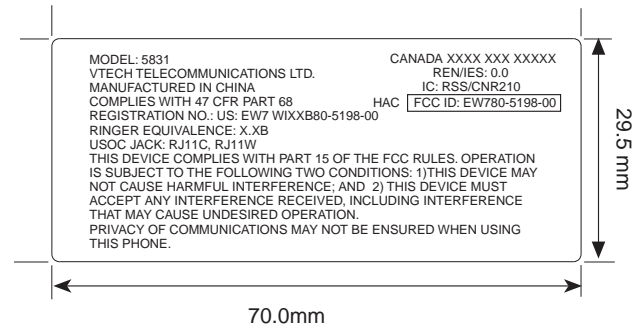 MODEL: 5831
VTECH TELECOMMUNICATIONS LTD.
MANUFACTURED IN CHINA
COMPLIES WITH 47 CFR PART 68
REGISTRATION NO.: US: EW7 WIXXB80-5198-00
RINGER EQUIVALENCE: X.XB
USOC JACK: RJ11C, RJ11W
CANADA XXXX XXX XXXXX
REN/IES: 0.0
IC: RSS/CNR210
HAC FCC ID: EW780-5198-00
THIS DEVICE COMPLIES WITH PART 15 OF THE FCC RULES. OPERATION
IS SUBJECT TO THE FOLLOWING TWO CONDITIONS: 1)THIS DEVICE MAY
NOT CAUSE HARMFUL INTERFERENCE; AND 2) THIS DEVICE MUST
ACCEPT ANY INTERFERENCE RECEIVED, INCLUDING INTERFERENCE
THAT MAY CAUSE UNDESIRED OPERATION.
PRIVACY OF COMMUNICATIONS MAY NOT BE ENSURED WHEN USING
THIS PHONE.
29.5 mm
70.0mm